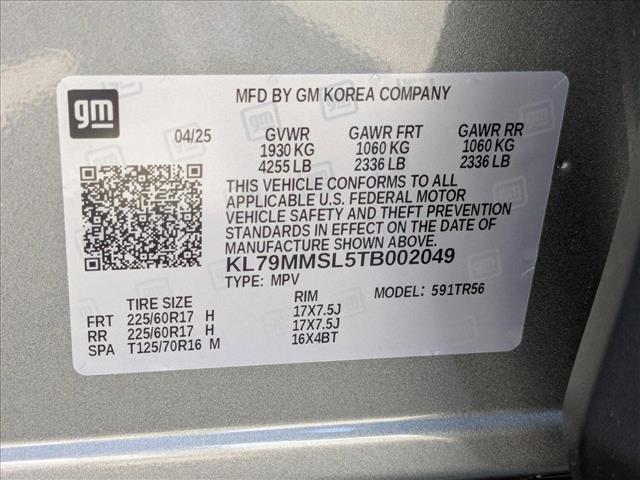 gm
MFD BY GM KOREA COMPANY
04/25 GVWR GAWR FRT GAWR RR
1930 KG 1060 KG 1060 KG
4255 LB 2336 LB 2336 LB
THIS VEHICLE CONFORMS TO ALL
APPLICABLE U.S. FEDERAL MOTOR
VEHICLE SAFETY AND THEFT PREVENTION
STANDARDS IN EFFECT ON THE DATE OF
MANUFACTURE SHOWN ABOVE.
KL79MMSL5TB002049
TYPE: MPV MODEL: 591TR56
TIRE SIZE RIM
FRT 225/60R17 H 17X7.5J
RR 225/60R17 H 17X7.5J
SPA T125/70R16 M 16X4BT